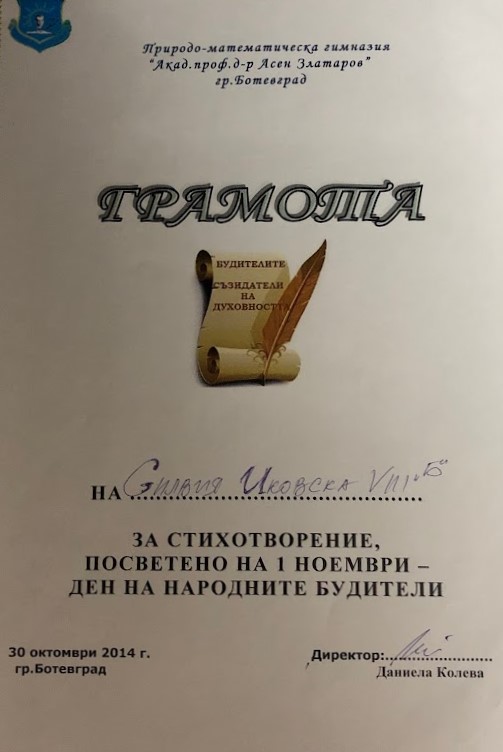 Природо-математическа гимназия
“Акад.проф.д-р Асен Златаров”
гр.Ботевград
ГРАМОТА
БУДИТЕЛИТЕ
СЪЗИДАТЕЛИ
НА
ДУХОВНОСТТА
НА Силвия Иковска VIII „Б“
ЗА СТИХОТВОРЕНИЕ,
ПОСВЕТЕНО НА 1 НОЕМВРИ –
ДЕН НА НАРОДНИТЕ БУДИТЕЛИ
30 октомври 2014 г.
гр.Ботевград
Директор:........................
Даниела Колева